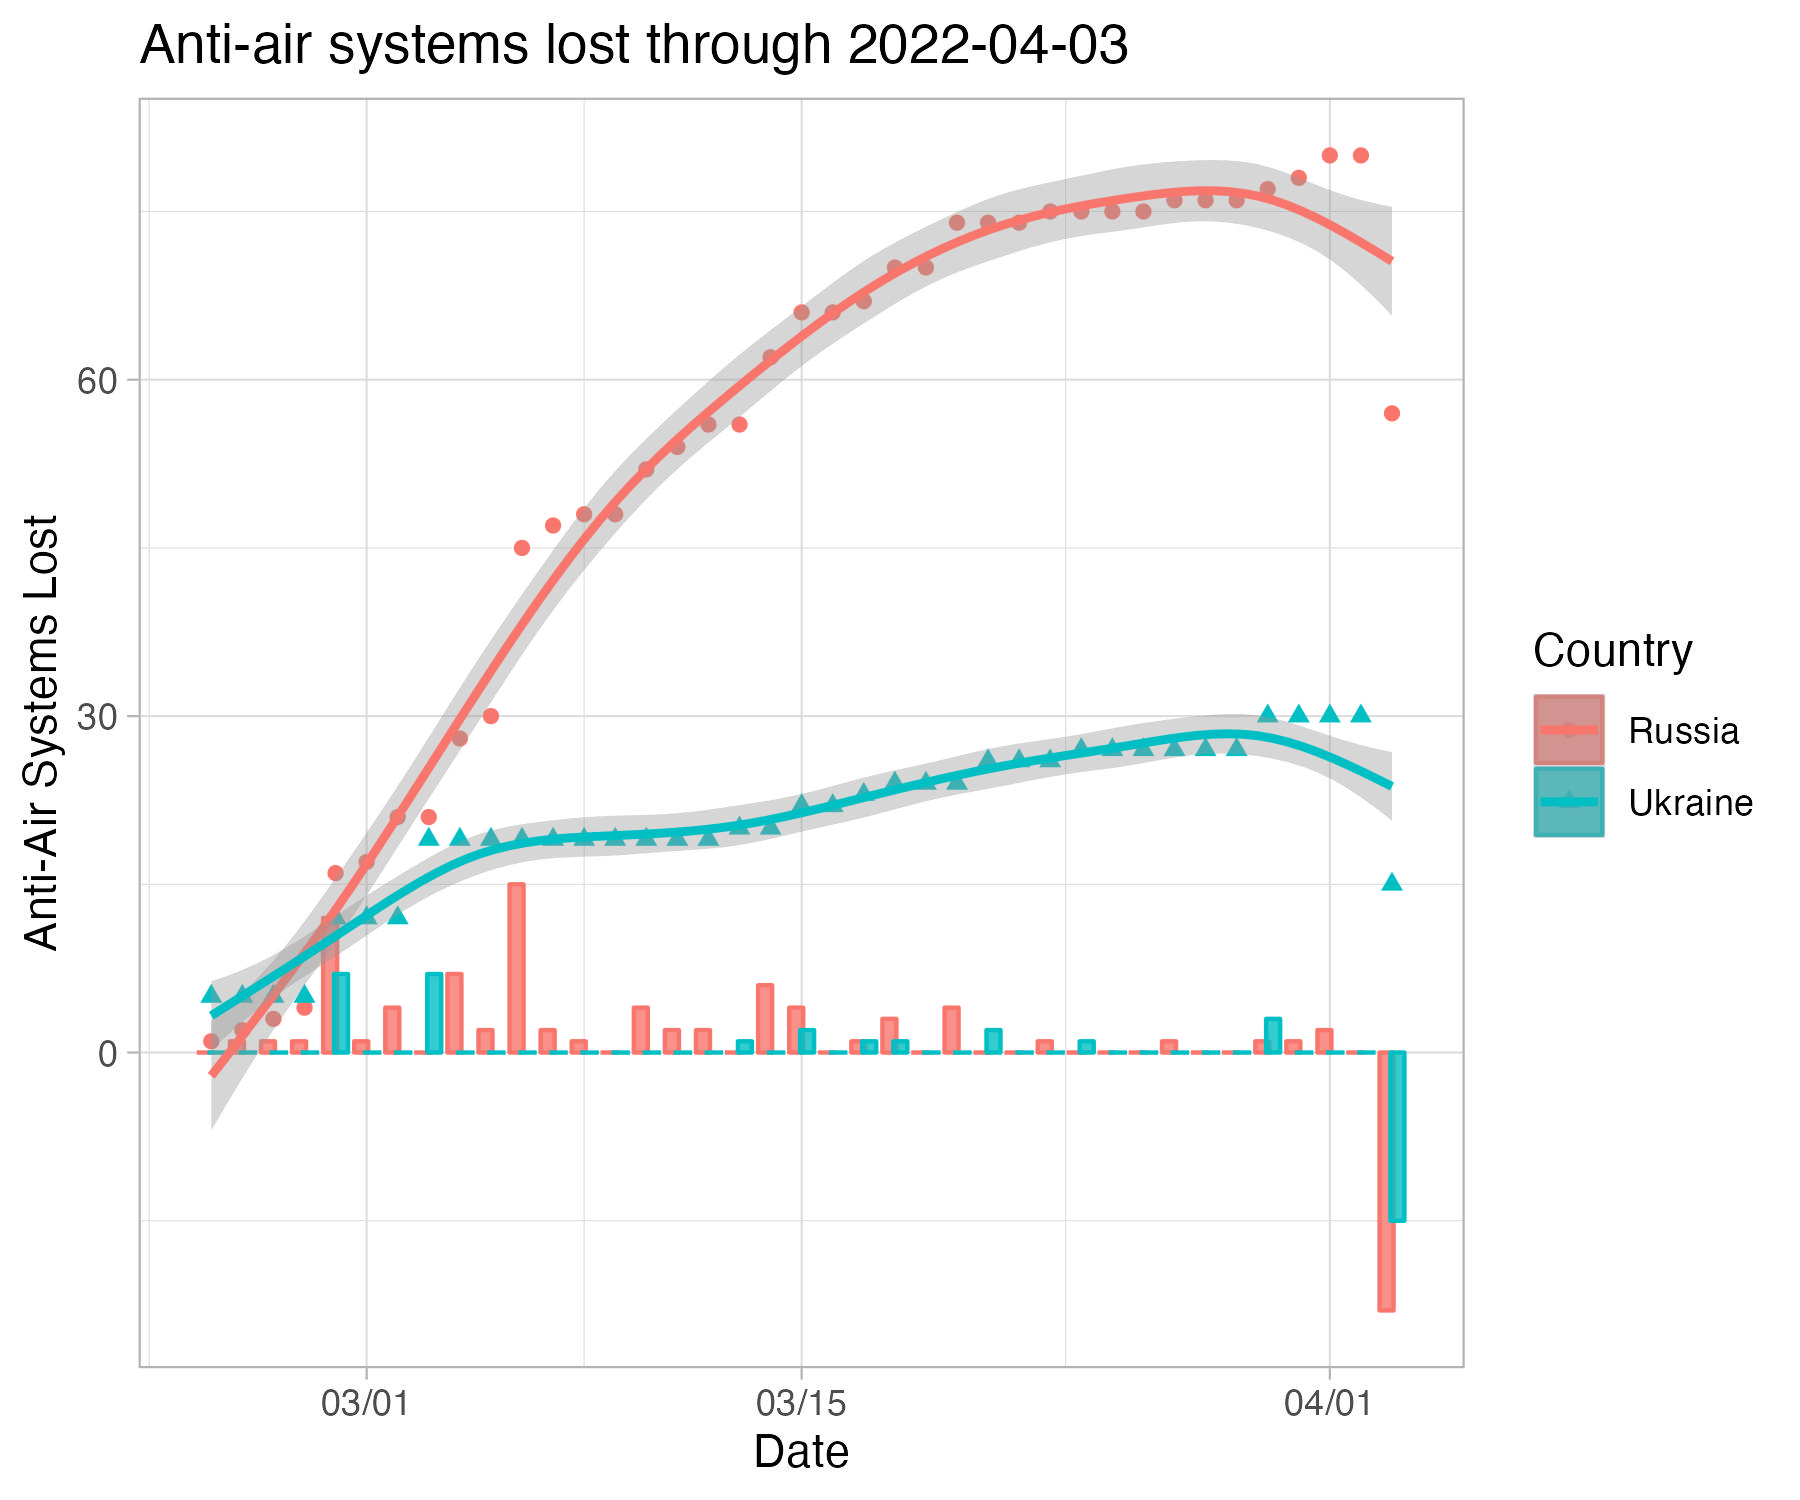 Anti-air systems lost through 2022-04-03
Anti-Air Systems Lost
60
30
0
03/01
03/15
04/01
Date
Country
Russia
Ukraine